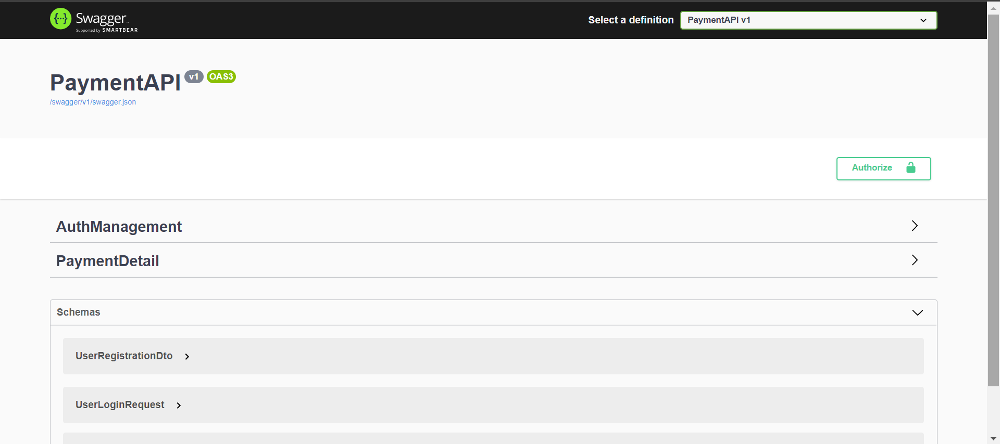 {···} Swagger™
Supported by SMARTBEAR
Select a definition
PaymentAPI v1
PaymentAPI v1 OAS3
/swagger/v1/swagger.json
Authorize
AuthManagement
PaymentDetail
Schemas
UserRegistrationDto
UserLoginRequest